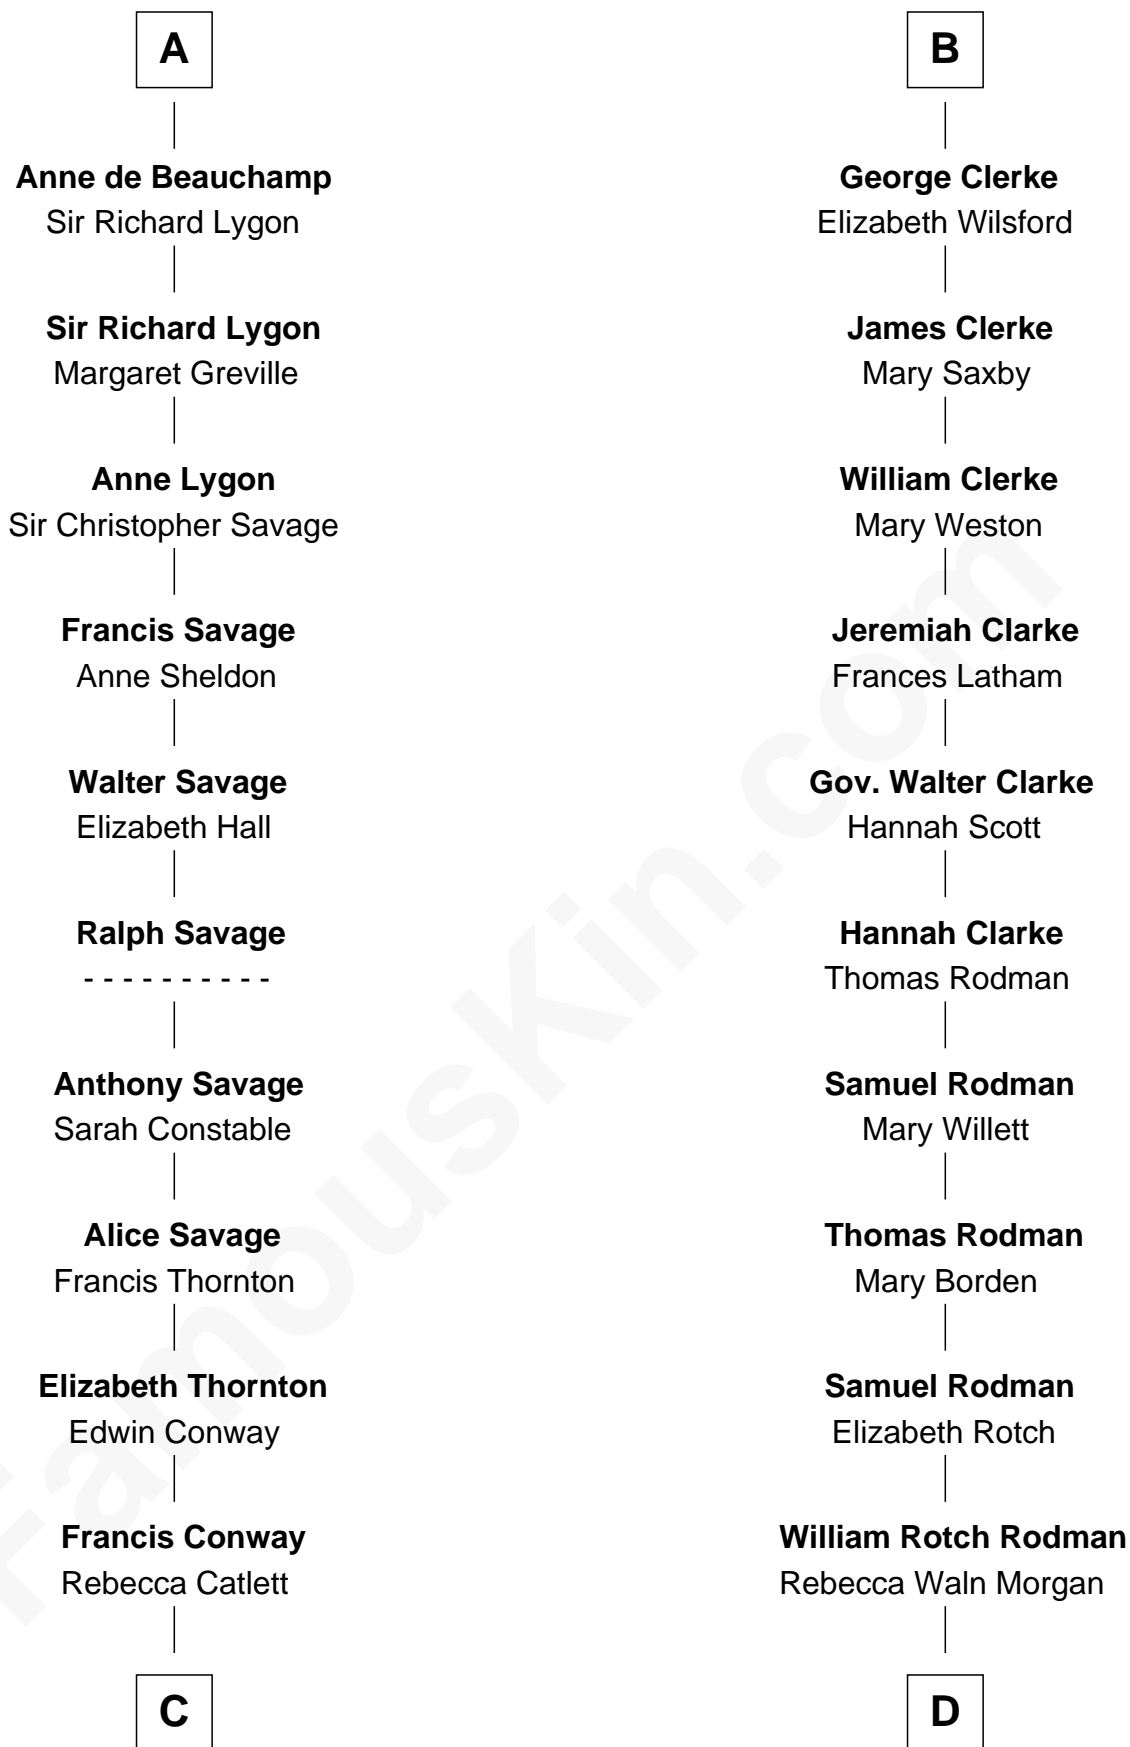 A
Anne de Beauchamp
Sir Richard Lygon
Sir Richard Lygon
Margaret Greville
Anne Lygon
Sir Christopher Savage
Francis Savage
Anne Sheldon
Walter Savage
Elizabeth Hall
Ralph Savage
- - - - - - - - - -
Anthony Savage
Sarah Constable
Alice Savage
Francis Thornton
Elizabeth Thornton
Edwin Conway
Francis Conway
Rebecca Catlett
C
B
George Clerke
Elizabeth Wilsford
James Clerke
Mary Saxby
William Clerke
Mary Weston
Jeremiah Clarke
Frances Latham
Gov. Walter Clarke
Hannah Scott
Hannah Clarke
Thomas Rodman
Samuel Rodman
Mary Willett
Thomas Rodman
Mary Borden
Samuel Rodman
Elizabeth Rotch
William Rotch Rodman
Rebecca Waln Morgan
D
FamousKin.com